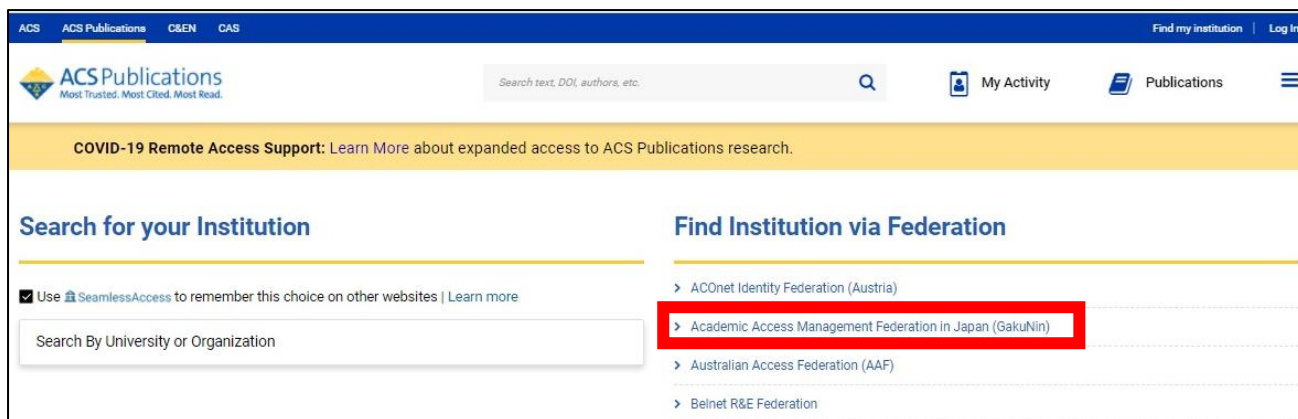 ACS ACS Publications C&EN CAS Find my institution | Log In
ACS Publications
Most Trusted. Most Cited. Most Read.
Search text, DOI, authors, etc.
My Activity
Publications
COVID-19 Remote Access Support: Learn More about expanded access to ACS Publications research.
Search for your Institution
Use SeamlessAccess to remember this choice on other websites | Learn more
Search By University or Organization
Find Institution via Federation
ACOnet Identity Federation (Austria)
Academic Access Management Federation in Japan (GakuNin)
Australian Access Federation (AAF)
Belnet R&E Federation